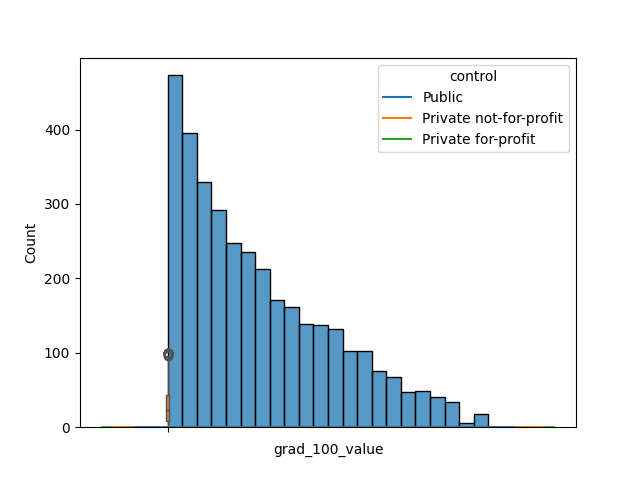 control
Public
Private not-for-profit
Private for-profit
400
300
200
100
0
Count
grad_100_value